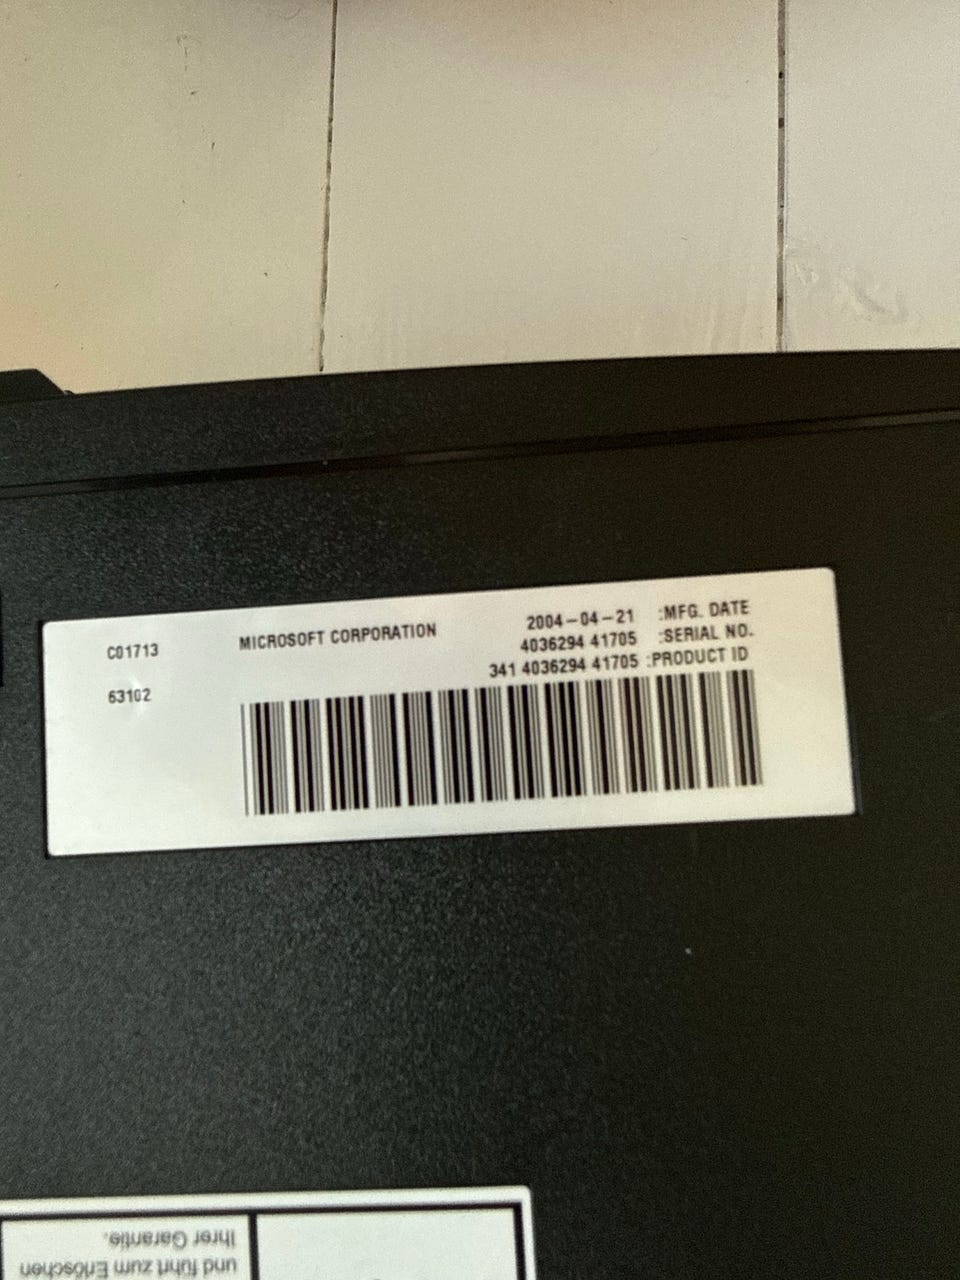 2004-04-21 :MFG. DATE
C01713 MICROSOFT CORPORATION 4036294 41705 :SERIAL NO.
341 4036294 41705 :PRODUCT ID
63102
und führt zum Erlöschen
Ihrer Garantie.